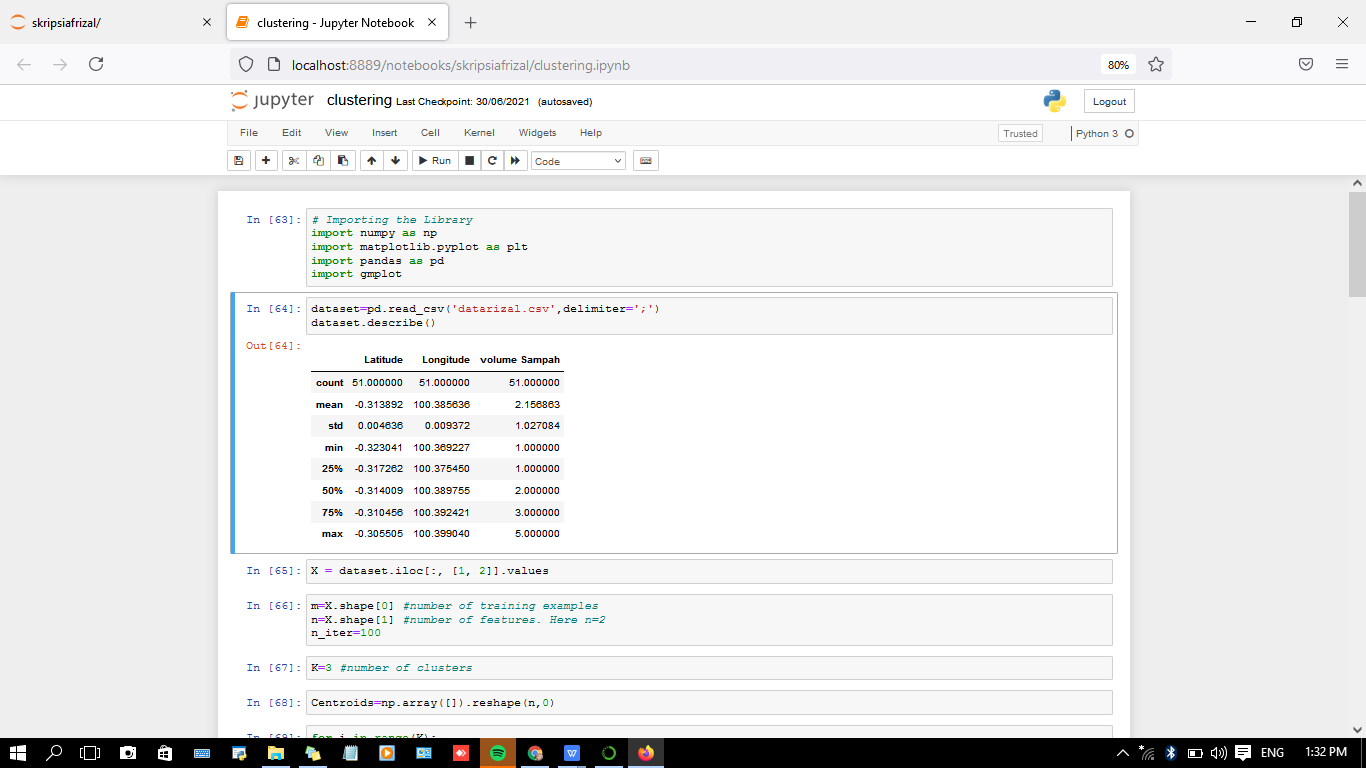 skripsiafrizal/
clustering - Jupyter Notebook
localhost:8889/notebooks/skripsiafrizal/clustering.ipynb
80%
jupyter clustering Last Checkpoint: 30/06/2021 (autosaved)
Logout
File Edit View Insert Cell Kernel Widgets Help
Trusted
Python 3
Run
Code
In [63]: # Importing the Library
import numpy as np
import matplotlib.pyplot as plt
import pandas as pd
import gmplot
In [64]: dataset=pd.read_csv('datarizal.csv',delimiter=';')
dataset.describe()
Out[64]:
Latitude Longitude volume Sampah
count 51.000000 51.000000 51.000000
mean -0.313892 100.385636 2.156863
std 0.004636 0.009372 1.027084
min -0.323041 100.369227 1.000000
25% -0.317262 100.375450 1.000000
50% -0.314009 100.389755 2.000000
75% -0.310456 100.392421 3.000000
max -0.305505 100.399040 5.000000
In [65]: X = dataset.iloc[:, [1, 2]].values
In [66]: m=X.shape[0] #number of training examples
n=X.shape[1] #number of features. Here n=2
n_iter=100
In [67]: K=3 #number of clusters
In [68]: Centroids=np.array([]).reshape(n,0)
In [69]: for i in range(K):
ENG
1:32 PM